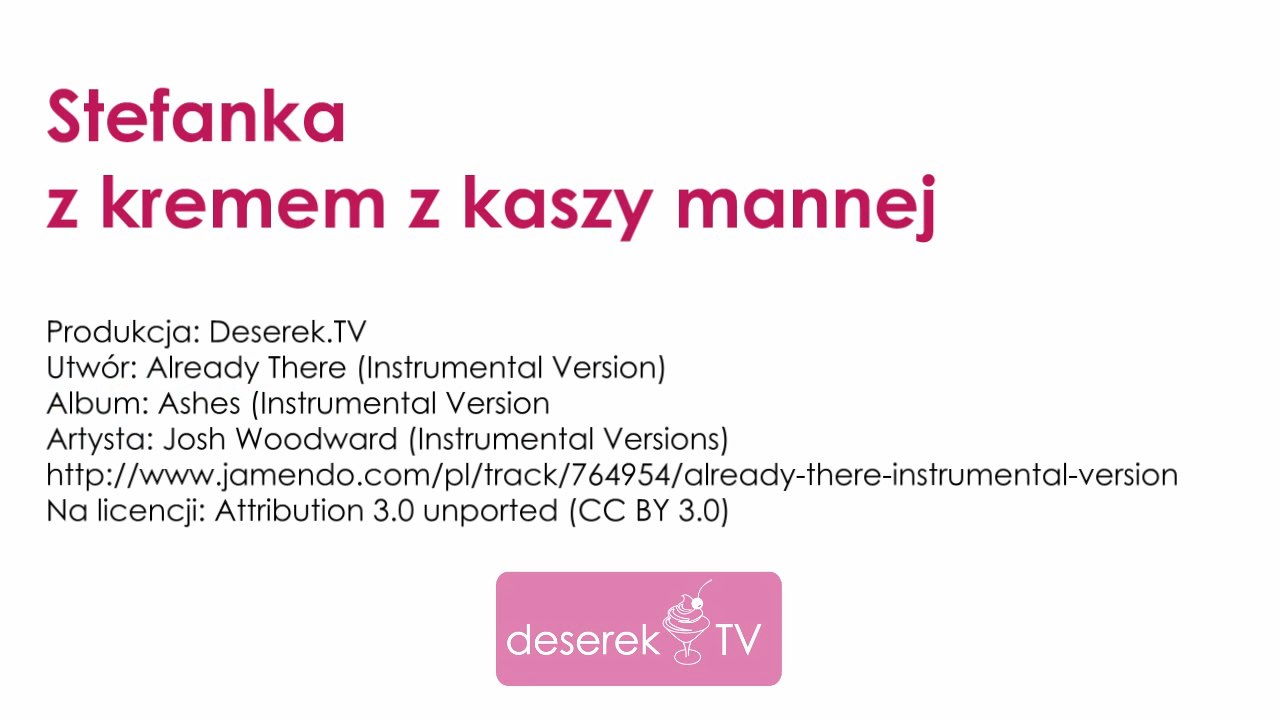 Stefanka
z kremem z kaszy mannej
Produkcja: Deserek.TV
Utwór: Already There (Instrumental Version)
Album: Ashes (Instrumental Version
Artysta: Josh Woodward (Instrumental Versions)
http://www.jamendo.com/pl/track/764954/already-there-instrumental-version
Na licencji: Attribution 3.0 unported (CC BY 3.0)
deserek TV